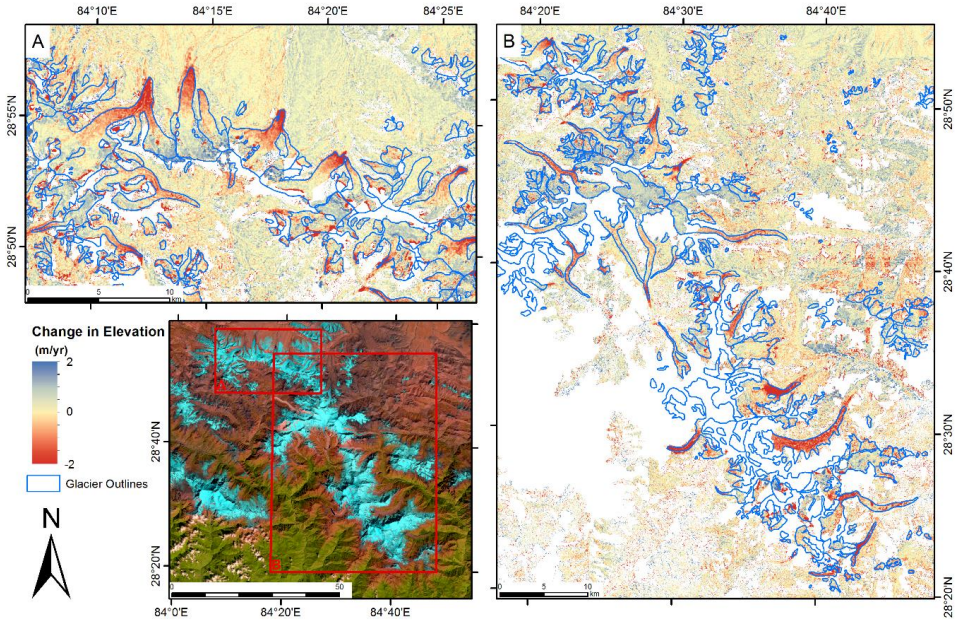 84°10'E 84°15'E 84°20'E 84°25'E
A
28°55'N
28°50'N
0 5 10
km
84°20'E 84°30'E 84°40'E
B
28°50'N
28°40'N
28°30'N
28°20'N
0 5 10
km
Change in Elevation
(m/yr)
2
0
-2
Glacier Outlines
N
A
B
28°40'N
28°20'N
0 50
84°0'E 84°20'E 84°40'E